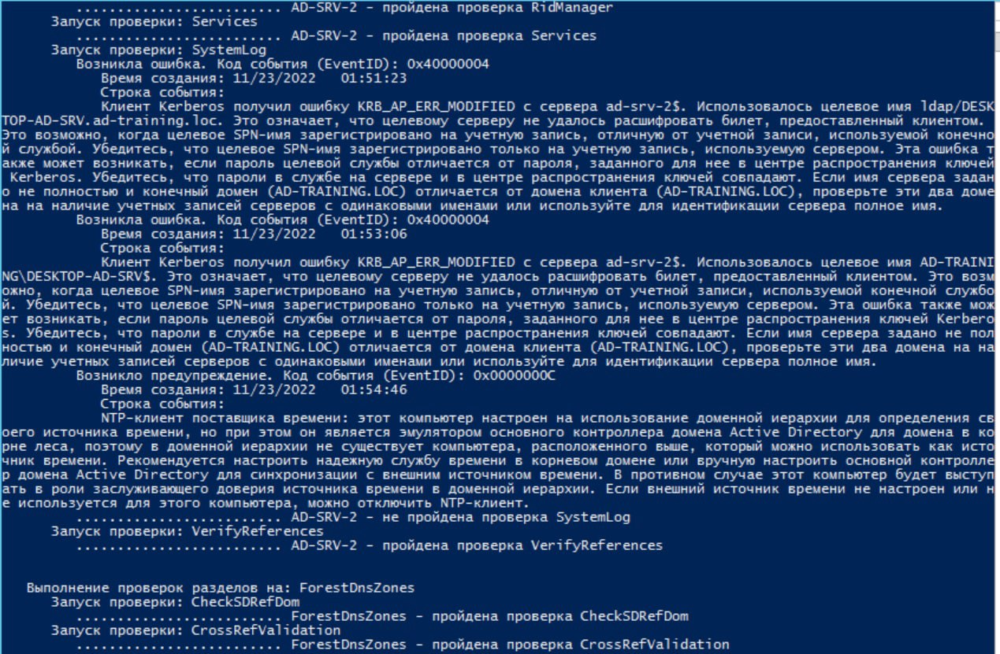 ......................... AD-SRV-2 - пройдена проверка RidManager
Запуск проверки: Services
......................... AD-SRV-2 - пройдена проверка Services
Запуск проверки: SystemLog
Возникла ошибка. Код события (EventID): 0x40000004
Время создания: 11/23/2022   01:51:23
Строка события:
Клиент Kerberos получил ошибку KRB_AP_ERR_MODIFIED с сервера ad-srv-2$. Использовалось целевое имя ldap/DESK
TOP-AD-SRV.ad-training.loc. Это означает, что целевому серверу не удалось расшифровать билет, предоставленный клиентом.
Это возможно, когда целевое SPN-имя зарегистрировано на учетную запись, отличную от учетной записи, используемой конечно
й службой. Убедитесь, что целевое SPN-имя зарегистрировано только на учетную запись, используемую сервером. Эта ошибка т
акже может возникать, если пароль целевой службы отличается от пароля, заданного для нее в центре распространения ключей
Kerberos. Убедитесь, что пароли в службе на сервере и в центре распространения ключей совпадают. Если имя сервера задан
о не полностью и конечный домен (AD-TRAINING.LOC) отличается от домена клиента (AD-TRAINING.LOC), проверьте эти два доме
на на наличие учетных записей серверов с одинаковыми именами или используйте для идентификации сервера полное имя.
Возникла ошибка. Код события (EventID): 0x40000004
Время создания: 11/23/2022   01:53:06
Строка события:
Клиент Kerberos получил ошибку KRB_AP_ERR_MODIFIED с сервера ad-srv-2$. Использовалось целевое имя AD-TRAINI
NG\DESKTOP-AD-SRV$. Это означает, что целевому серверу не удалось расшифровать билет, предоставленный клиентом. Это возм
ожно, когда целевое SPN-имя зарегистрировано на учетную запись, отличную от учетной записи, используемой конечной службо
й. Убедитесь, что целевое SPN-имя зарегистрировано только на учетную запись, используемую сервером. Эта ошибка также мож
ет возникать, если пароль целевой службы отличается от пароля, заданного для нее в центре распространения ключей Kerbero
s. Убедитесь, что пароли в службе на сервере и в центре распространения ключей совпадают. Если имя сервера задано не пол
ностью и конечный домен (AD-TRAINING.LOC) отличается от домена клиента (AD-TRAINING.LOC), проверьте эти два домена на на
личие учетных записей серверов с одинаковыми именами или используйте для идентификации сервера полное имя.
Возникло предупреждение. Код события (EventID): 0x0000000C
Время создания: 11/23/2022   01:54:46
Строка события:
NTP-клиент поставщика времени: этот компьютер настроен на использование доменной иерархии для определения св
оего источника времени, но при этом он является эмулятором основного контроллера домена Active Directory для домена в ко
рне леса, поэтому в доменной иерархии не существует компьютера, расположенного выше, который можно использовать как исто
чник времени. Рекомендуется настроить надежную службу времени в корневом домене или вручную настроить основной контролле
р домена Active Directory для синхронизации с внешним источником времени. В противном случае этот компьютер будет выступ
ать в роли заслуживающего доверия источника времени в доменной иерархии. Если внешний источник времени не настроен или н
е используется для этого компьютера, можно отключить NTP-клиент.
......................... AD-SRV-2 - не пройдена проверка SystemLog
Запуск проверки: VerifyReferences
......................... AD-SRV-2 - пройдена проверка VerifyReferences
Выполнение проверок разделов на: ForestDnsZones
Запуск проверки: CheckSDRefDom
......................... ForestDnsZones - пройдена проверка CheckSDRefDom
Запуск проверки: CrossRefValidation
......................... ForestDnsZones - пройдена проверка CrossRefValidation